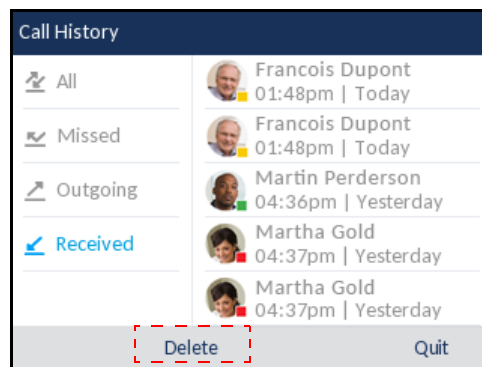 Call History
All
Missed
Outgoing
Received
Francois Dupont
01:48pm | Today
Francois Dupont
01:48pm | Today
Martin Perderson
04:36pm | Yesterday
Martha Gold
04:37pm | Yesterday
Martha Gold
04:37pm | Yesterday
Delete
Quit